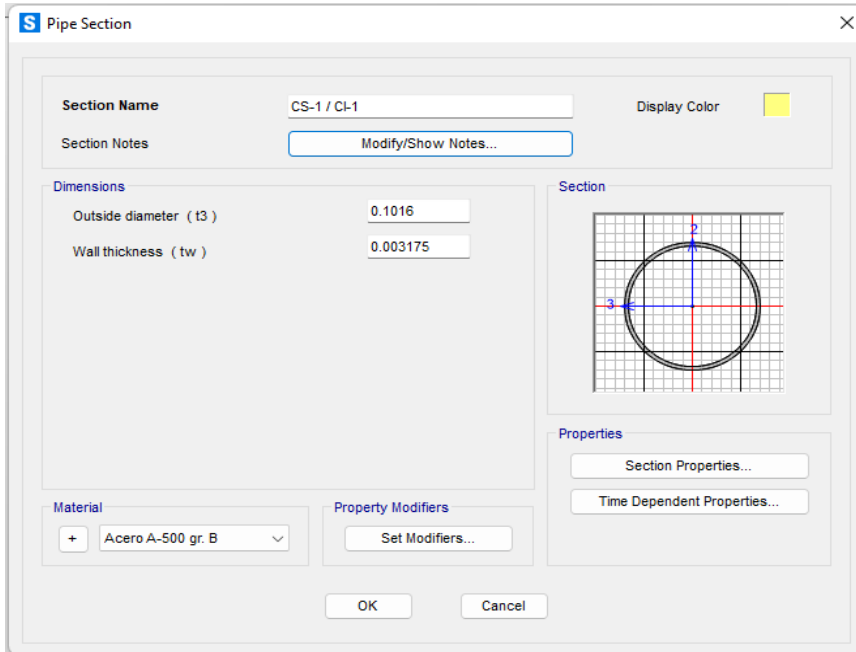 S Pipe Section
Section Name CS-1 / CI-1 Display Color
Section Notes Modify/Show Notes...
Dimensions
Outside diameter ( t3 ) 0.1016
Wall thickness ( tw ) 0.003175
Section
2
3
Properties
Section Properties...
Time Dependent Properties...
Material
+ Acero A-500 gr. B
Property Modifiers
Set Modifiers...
OK Cancel